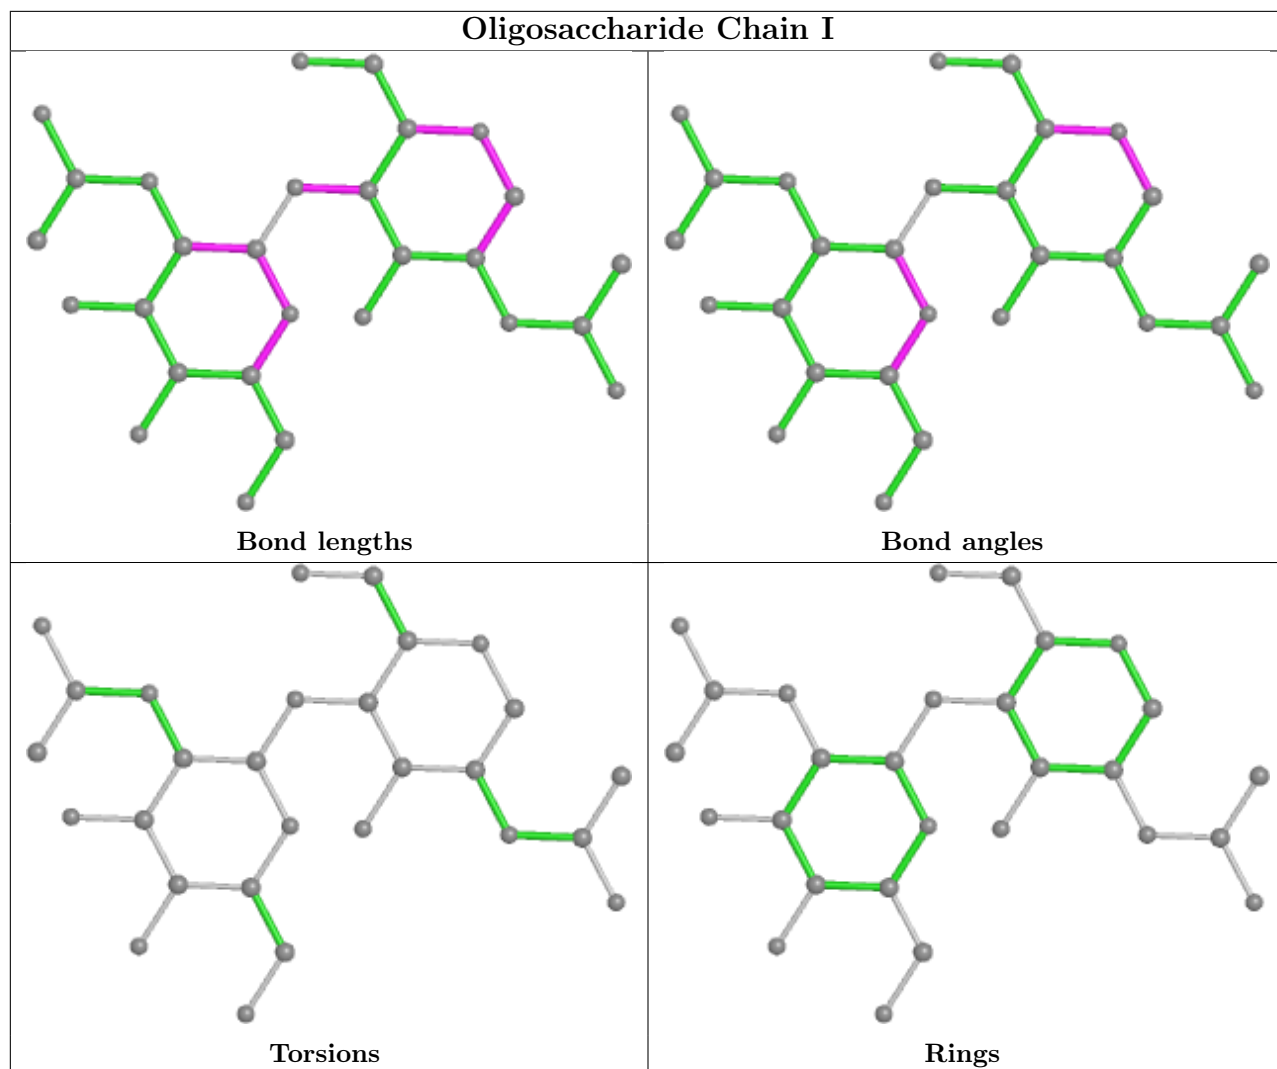 Oligosaccharide Chain I
Bond lengths
Bond angles
Torsions
Rings